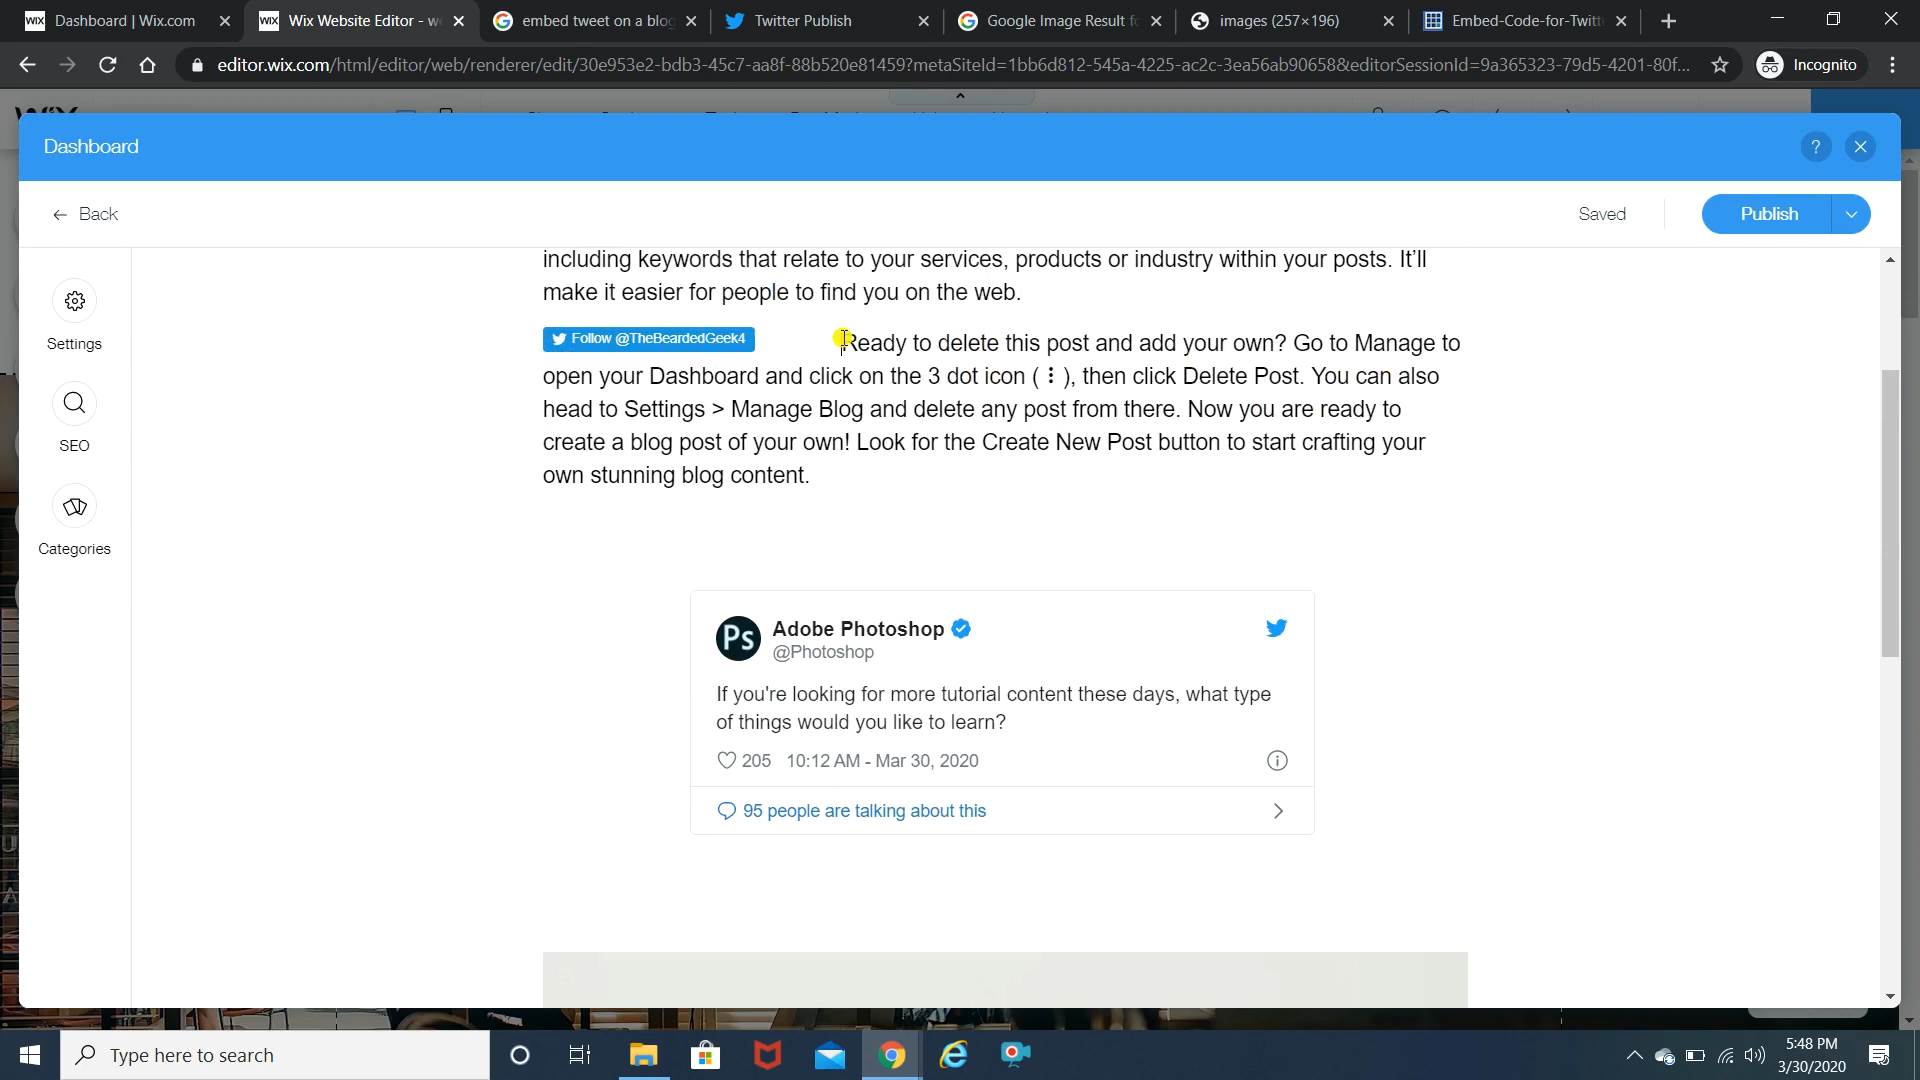 Dashboard | Wix.com
Wix Website Editor - we
embed tweet on a blog
Twitter Publish
Google Image Result fo
images (257×196)
Embed-Code-for-Twitt
editor.wix.com/html/editor/web/renderer/edit/30e953e2-bdb3-45c7-aa8f-88b520e81459?metaSiteId=1bb6d812-545a-4225-ac2c-3ea56ab90658&editorSessionId=9a365323-79d5-4201-80f...
Incognito
Dashboard
?
Back
Saved
Publish
Settings
SEO
Categories
including keywords that relate to your services, products or industry within your posts. It'll
make it easier for people to find you on the web.
Follow @TheBeardedGeek4
Ready to delete this post and add your own? Go to Manage to
open your Dashboard and click on the 3 dot icon ( ⋮ ), then click Delete Post. You can also
head to Settings > Manage Blog and delete any post from there. Now you are ready to
create a blog post of your own! Look for the Create New Post button to start crafting your
own stunning blog content.
Ps
Adobe Photoshop
@Photoshop
If you're looking for more tutorial content these days, what type
of things would you like to learn?
205 10:12 AM - Mar 30, 2020
95 people are talking about this
Type here to search
5:48 PM
3/30/2020